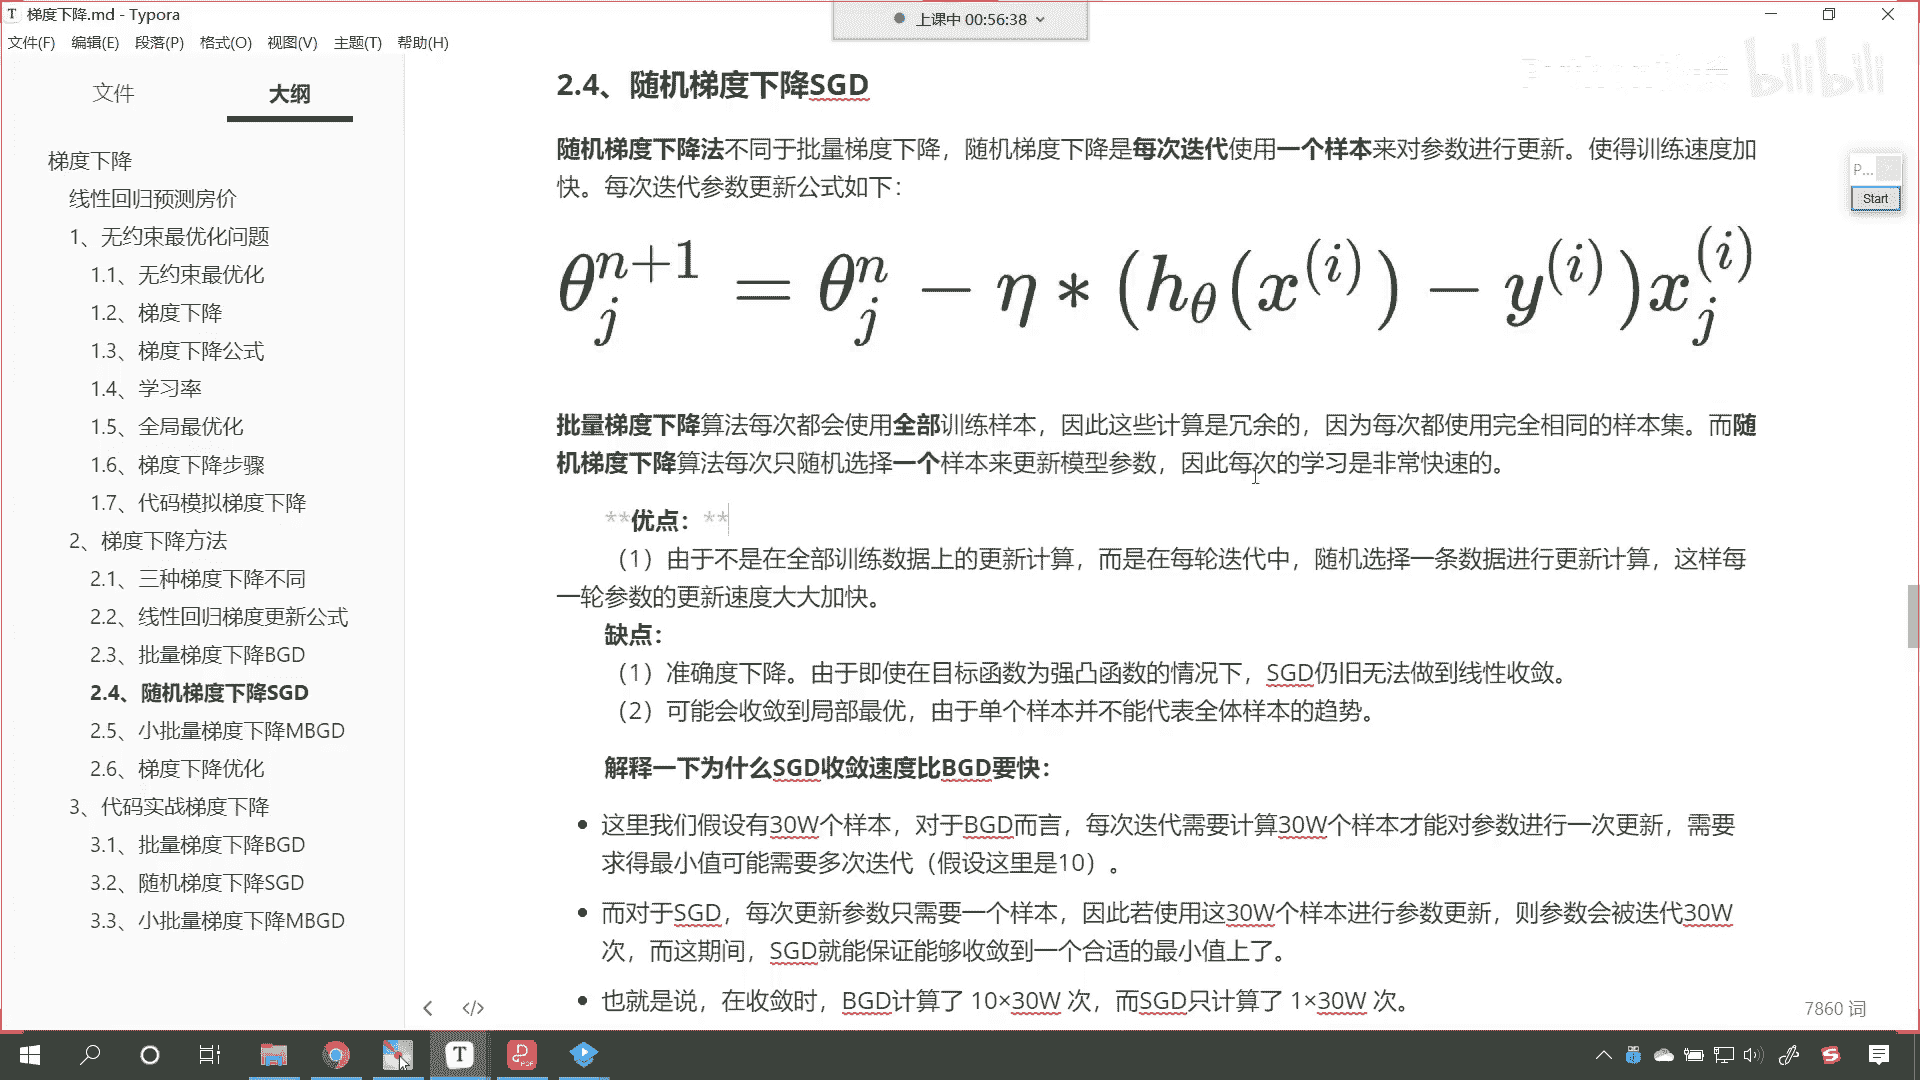 梯度下降.md - Typora
上课中 00:56:38
文件(F) 编辑(E) 段落(P) 格式(O) 视图(V) 主题(T) 帮助(H)
bilibili
文件 大纲
梯度下降
线性回归预测房价
1、无约束最优化问题
1.1、无约束最优化
1.2、梯度下降
1.3、梯度下降公式
1.4、学习率
1.5、全局最优化
1.6、梯度下降步骤
1.7、代码模拟梯度下降
2、梯度下降方法
2.1、三种梯度下降不同
2.2、线性回归梯度更新公式
2.3、批量梯度下降BGD
2.4、随机梯度下降SGD
2.5、小批量梯度下降MBGD
2.6、梯度下降优化
3、代码实战梯度下降
3.1、批量梯度下降BGD
3.2、随机梯度下降SGD
3.3、小批量梯度下降MBGD
2.4、随机梯度下降SGD
随机梯度下降法不同于批量梯度下降，随机梯度下降是每次迭代使用一个样本来对参数进行更新。使得训练速度加
快。每次迭代参数更新公式如下：
θ_j^{n+1} = θ_j^n − η ∗ (h_θ(x^{(i)}) − y^{(i)})x_j^{(i)}
批量梯度下降算法每次都会使用全部训练样本，因此这些计算是冗余的，因为每次都使用完全相同的样本集。而随
机梯度下降算法每次只随机选择一个样本来更新模型参数，因此每次的学习是非常快速的。
**优点：**
（1）由于不是在全部训练数据上的更新计算，而是在每轮迭代中，随机选择一条数据进行更新计算，这样每
一轮参数的更新速度大大加快。
缺点：
（1）准确度下降。由于即使在目标函数为强凸函数的情况下，SGD仍旧无法做到线性收敛。
（2）可能会收敛到局部最优，由于单个样本并不能代表全体样本的趋势。
解释一下为什么SGD收敛速度比BGD要快：
• 这里我们假设有30W个样本，对于BGD而言，每次迭代需要计算30W个样本才能对参数进行一次更新，需要
求得最小值可能需要多次迭代（假设这里是10）。
• 而对于SGD，每次更新参数只需要一个样本，因此若使用这30W个样本进行参数更新，则参数会被迭代30W
次，而这期间，SGD就能保证能够收敛到一个合适的最小值上了。
• 也就是说，在收敛时，BGD计算了 10×30W 次，而SGD只计算了 1×30W 次。
P...
Start
</> 7860 词